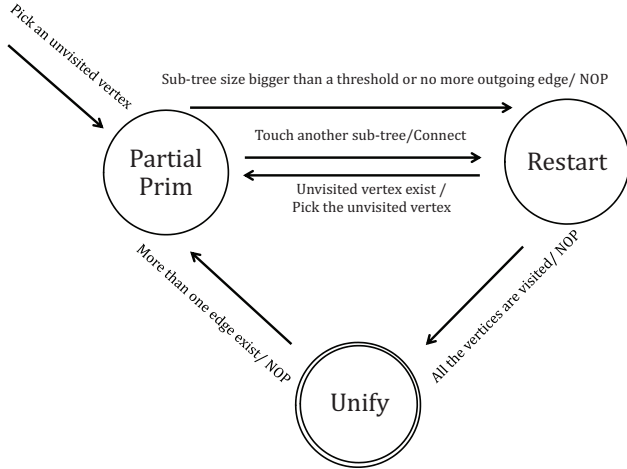 Pick an unvisited vertex
Sub-tree size bigger than a threshold or no more outgoing edge/ NOP
Touch another sub-tree/Connect
Partial
Prim
Restart
Unvisited vertex exist /
Pick the unvisited vertex
More than one edge exist/ NOP
All the vertices are visited/ NOP
Unify